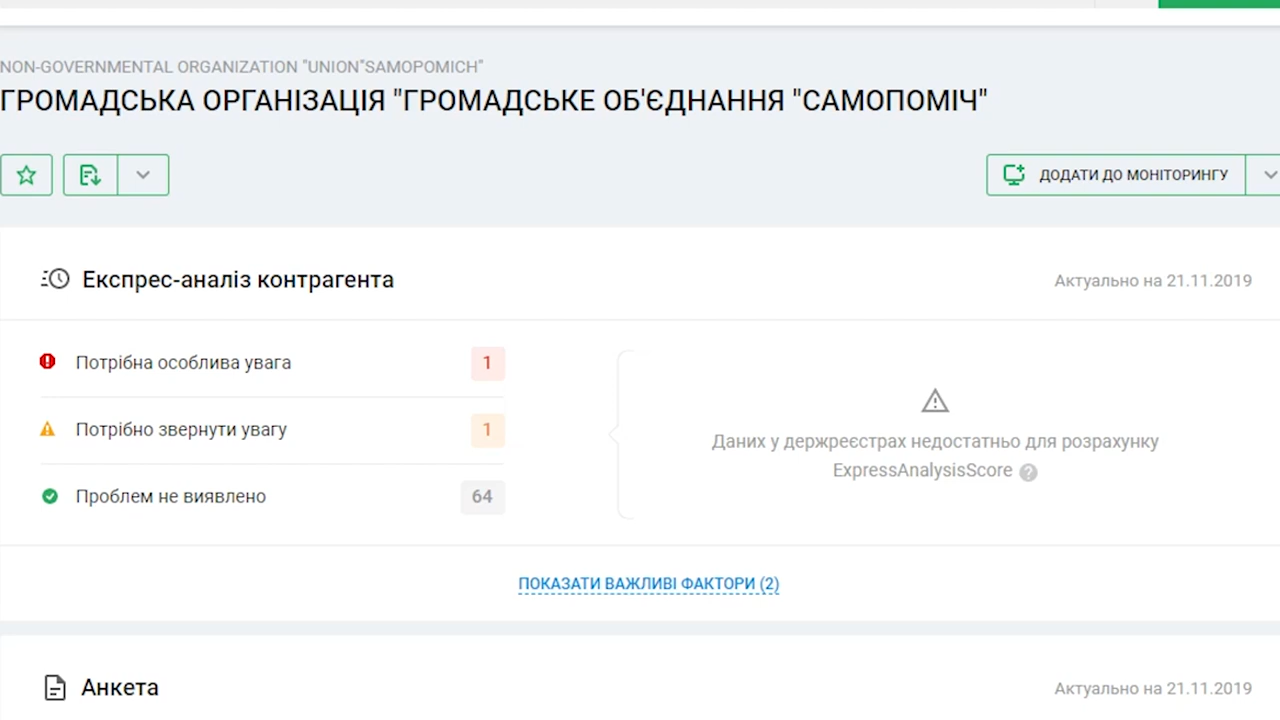 NON-GOVERNMENTAL ORGANIZATION "UNION"SAMOPOMICH"
ГРОМАДСЬКА ОРГАНІЗАЦІЯ "ГРОМАДСЬКЕ ОБ'ЄДНАННЯ "САМОПОМІЧ"
ДОДАТИ ДО МОНІТОРИНГУ
Експрес-аналіз контрагента
Актуально на 21.11.2019
Потрібна особлива увага 1
Потрібно звернути увагу 1
Проблем не виявлено 64
Даних у держреєстрах недостатньо для розрахунку
ExpressAnalysisScore ?
ПОКАЗАТИ ВАЖЛИВІ ФАКТОРИ (2)
Анкета
Актуально на 21.11.2019